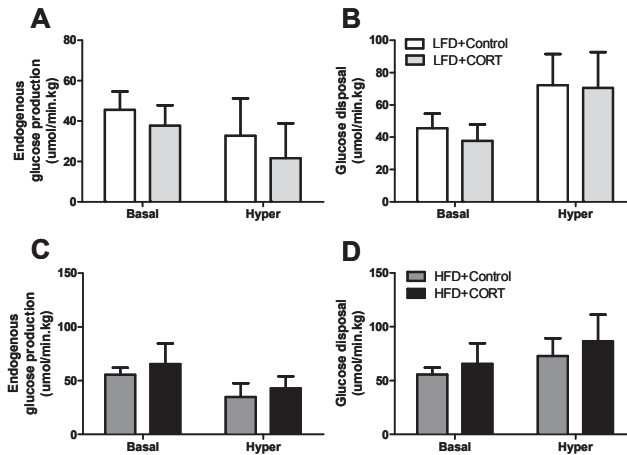 A
Endogenous
glucose production
(umol/min.kg)
80
60
40
20
0
Basal
Hyper
B
Glucose disposal
(umol/min.kg)
100
80
60
40
20
0
LFD+Control
LFD+CORT
Basal
Hyper
C
Endogenous
glucose production
(umol/min.kg)
150
100
50
0
Basal
Hyper
D
Glucose disposal
(umol/min.kg)
150
100
50
0
HFD+Control
HFD+CORT
Basal
Hyper